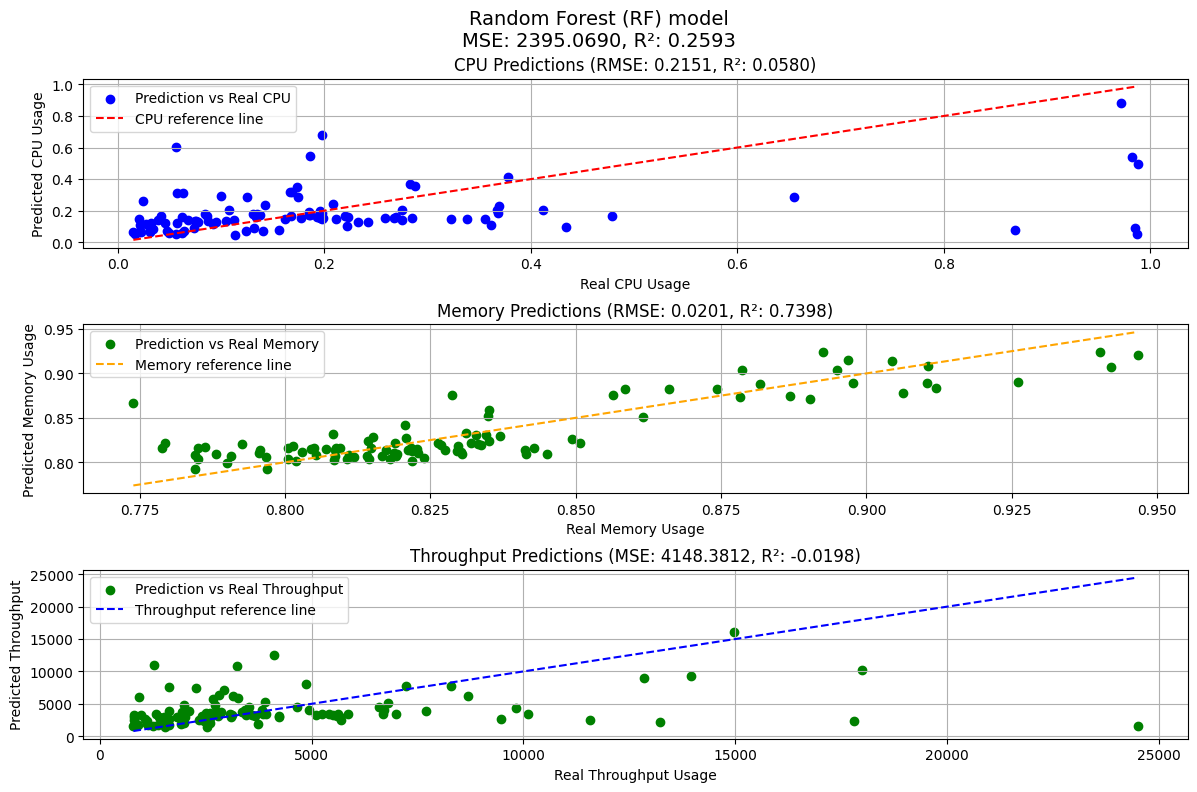 Random Forest (RF) model
MSE: 2395.0690, R²: 0.2593
CPU Predictions (RMSE: 0.2151, R²: 0.0580)
Predicted CPU Usage
1.0
0.8
0.6
0.4
0.2
0.0
Prediction vs Real CPU
CPU reference line
0.0 0.2 0.4 0.6 0.8 1.0
Real CPU Usage
Memory Predictions (RMSE: 0.0201, R²: 0.7398)
Predicted Memory Usage
0.95
0.90
0.85
0.80
Prediction vs Real Memory
Memory reference line
0.775 0.800 0.825 0.850 0.875 0.900 0.925 0.950
Real Memory Usage
Throughput Predictions (MSE: 4148.3812, R²: -0.0198)
Predicted Throughput
25000
20000
15000
10000
5000
0
Prediction vs Real Throughput
Throughput reference line
0 5000 10000 15000 20000 25000
Real Throughput Usage